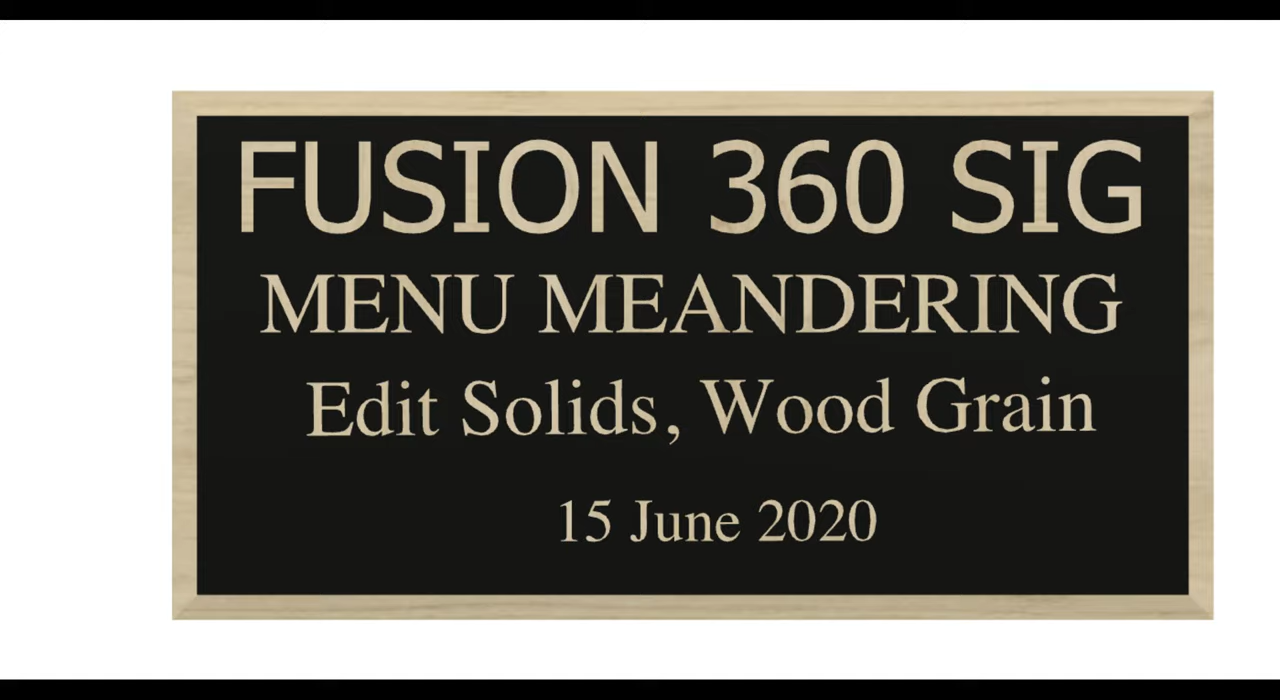 FUSION 360 SIG
MENU MEANDERING
Edit Solids, Wood Grain
15 June 2020